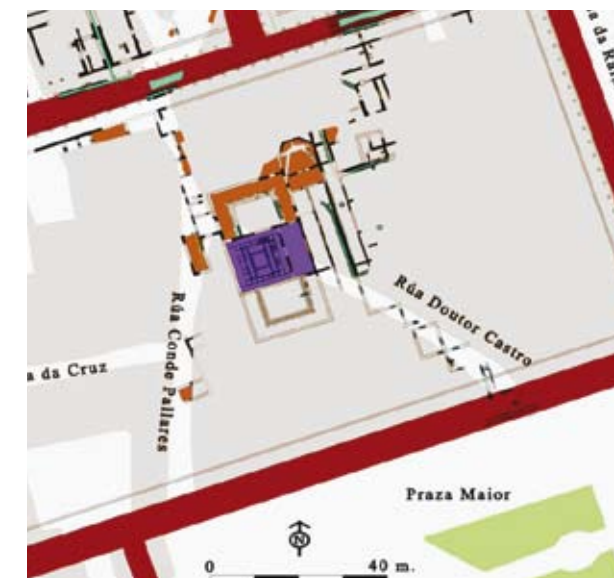 Rúa Doutor Castro
Rúa Conde Pallares
a da Cruz
Praza Maior
N
0 40 m.